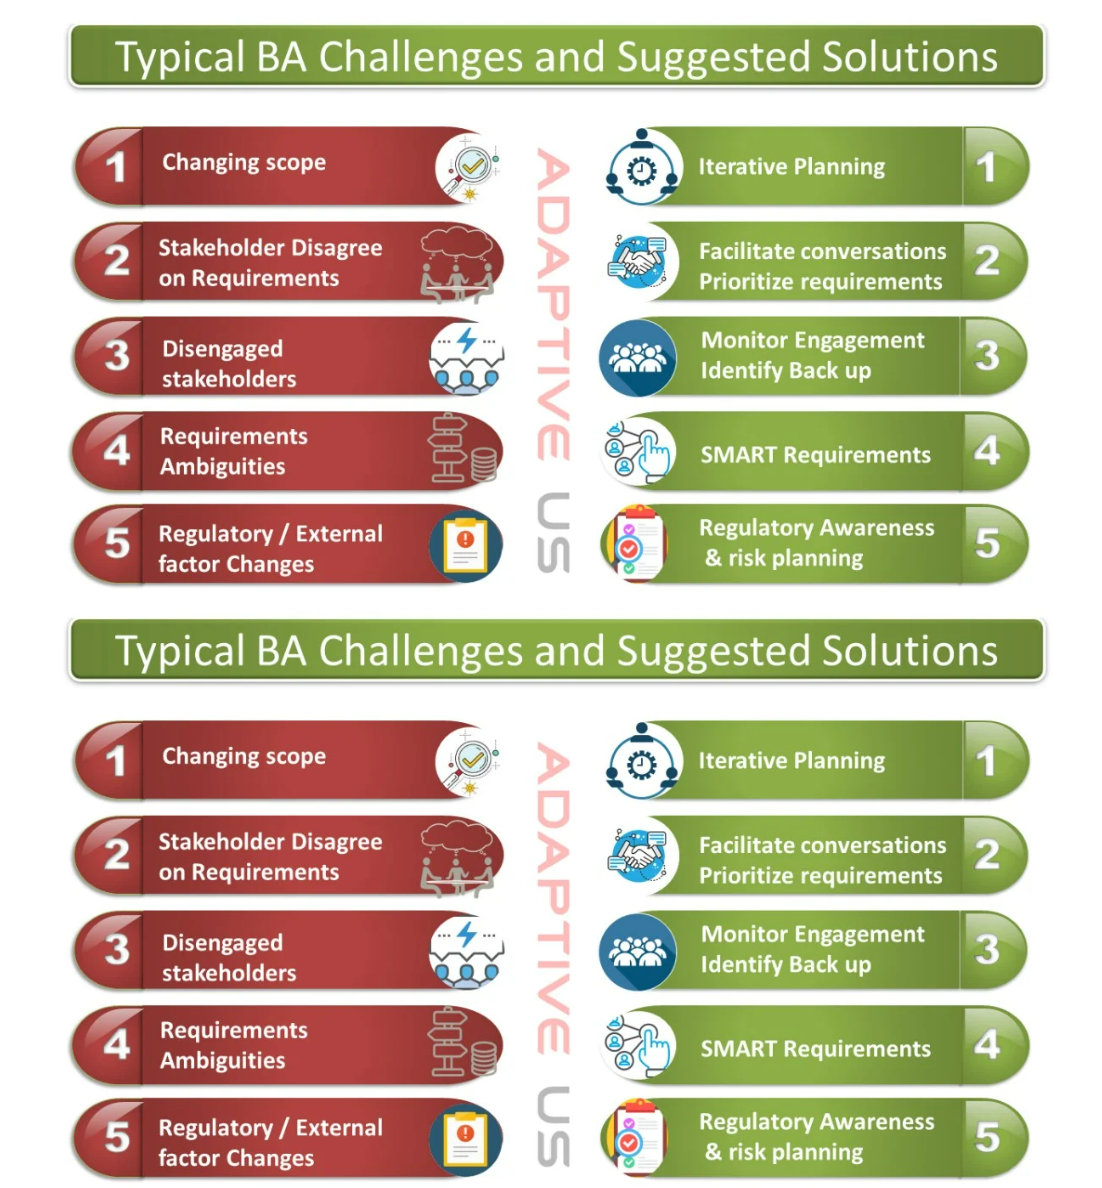 Typical BA Challenges and Suggested Solutions
1
Changing scope
Iterative Planning
1
2
Stakeholder Disagree
on Requirements
Facilitate conversations
Prioritize requirements
2
3
Disengaged
stakeholders
Monitor Engagement
Identify Back up
3
4
Requirements
Ambiguities
SMART Requirements
4
5
Regulatory / External
factor Changes
Regulatory Awareness
& risk planning
5
ADAPTIVE US
Typical BA Challenges and Suggested Solutions
1
Changing scope
Iterative Planning
1
2
Stakeholder Disagree
on Requirements
Facilitate conversations
Prioritize requirements
2
3
Disengaged
stakeholders
Monitor Engagement
Identify Back up
3
4
Requirements
Ambiguities
SMART Requirements
4
5
Regulatory / External
factor Changes
Regulatory Awareness
& risk planning
5
ADAPTIVE US